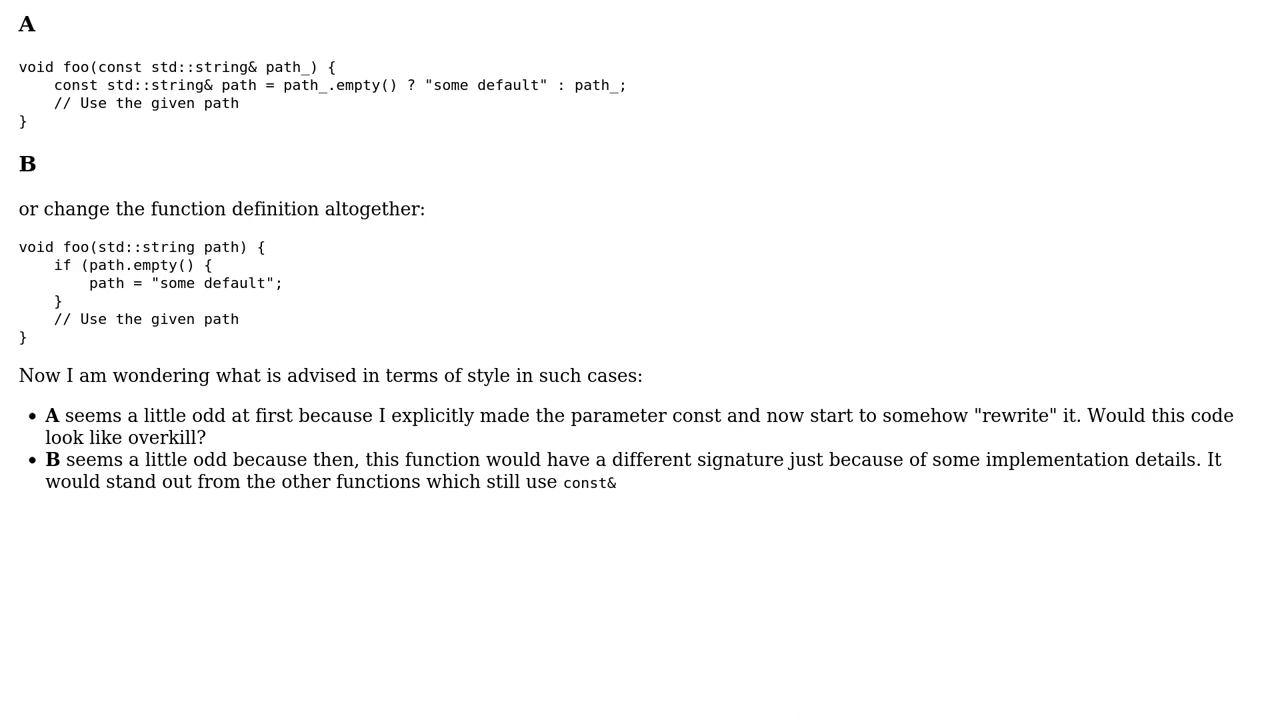 A
void foo(const std::string& path_) {
    const std::string& path = path_.empty() ? "some default" : path_;
    // Use the given path
}
B
or change the function definition altogether:
void foo(std::string path) {
    if (path.empty() {
        path = "some default";
    }
    // Use the given path
}
Now I am wondering what is advised in terms of style in such cases:
• A seems a little odd at first because I explicitly made the parameter const and now start to somehow "rewrite" it. Would this code
look like overkill?
• B seems a little odd because then, this function would have a different signature just because of some implementation details. It
would stand out from the other functions which still use const&